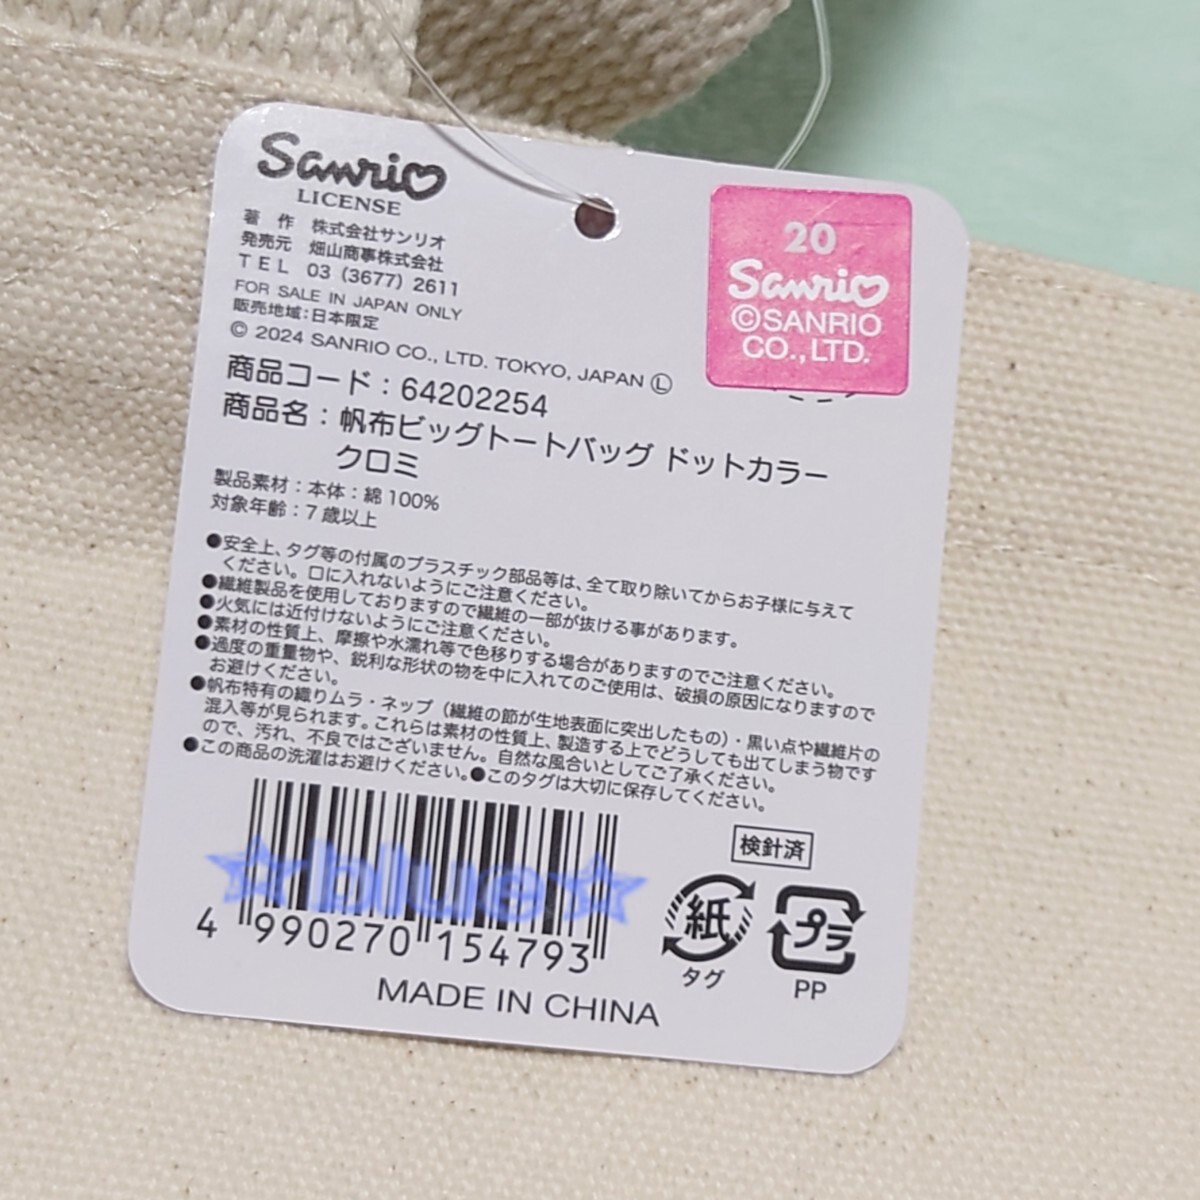 Sanrio
LICENSE
著 作 株式会社サンリオ
発売元 畑山商事株式会社
TEL 03（3677）2611
FOR SALE IN JAPAN ONLY
販売地域：日本限定
© 2024 SANRIO CO., LTD. TOKYO, JAPAN Ⓛ
20
Sanrio
©SANRIO
CO.,LTD.
商品コード：64202254
商品名：帆布ビッグトートバッグ ドットカラー
クロミ
製品素材：本体：綿100%
対象年齢：7歳以上
●安全上、タグ等の付属のプラスチック部品等は、全て取り除いてからお子様に与えて
ください。口に入れないようにご注意ください。
●繊維製品を使用しておりますので繊維の一部が抜ける事があります。
●火気には近付けないようにご注意ください。
●素材の性質上、摩擦や水濡れ等で色移りする場合がありますのでご注意ください。
●過度の重量物や、鋭利な形状の物を中に入れてのご使用は、破損の原因になりますので
お避けください。
●帆布特有の織りムラ・ネップ（繊維の節が生地表面に突出したもの）・黒い点や繊維片の
混入等が見られます。これらは素材の性質上、製造する上でどうしても出てしまう物です
ので、汚れ、不良ではございません。自然な風合いとしてご了承ください。
●この商品の洗濯はお避けください。●このタグは大切に保存してください。
☆blue☆
4 990270 154793
検針済
紙
タグ
プラ
PP
MADE IN CHINA